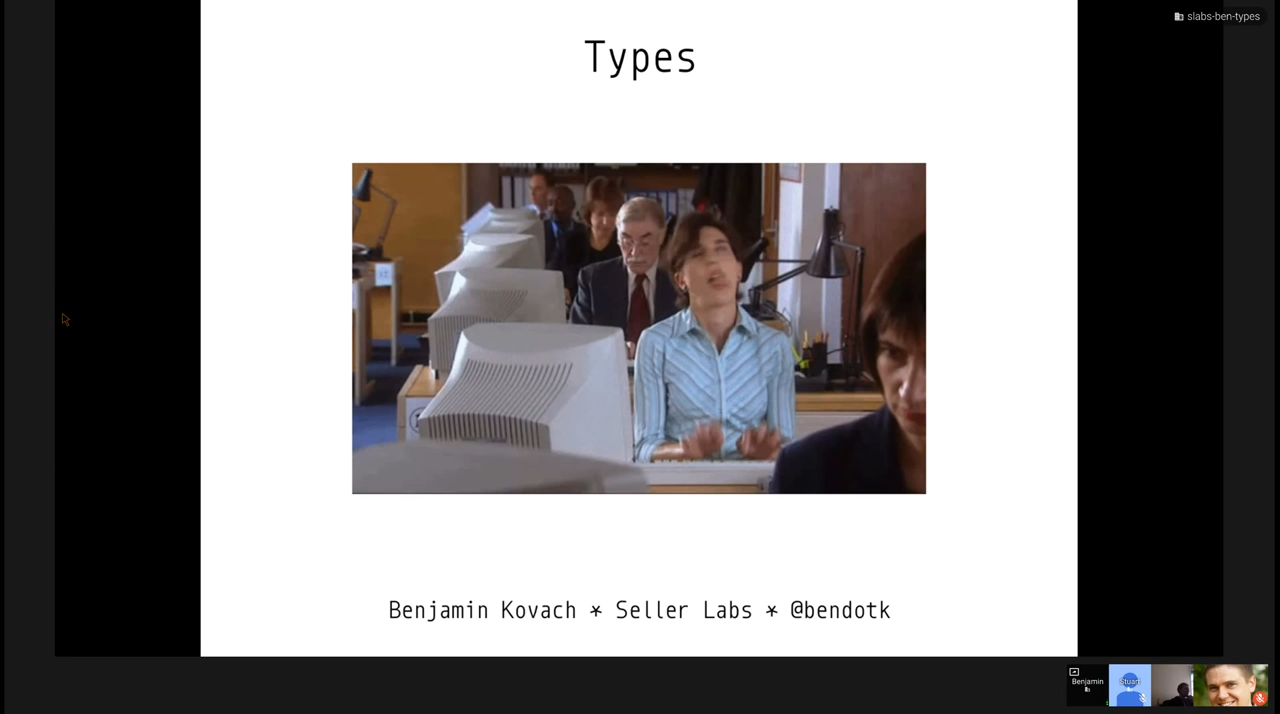 slabs-ben-types
Types
Benjamin Kovach * Seller Labs * @bendotk
Benjamin
Stuart